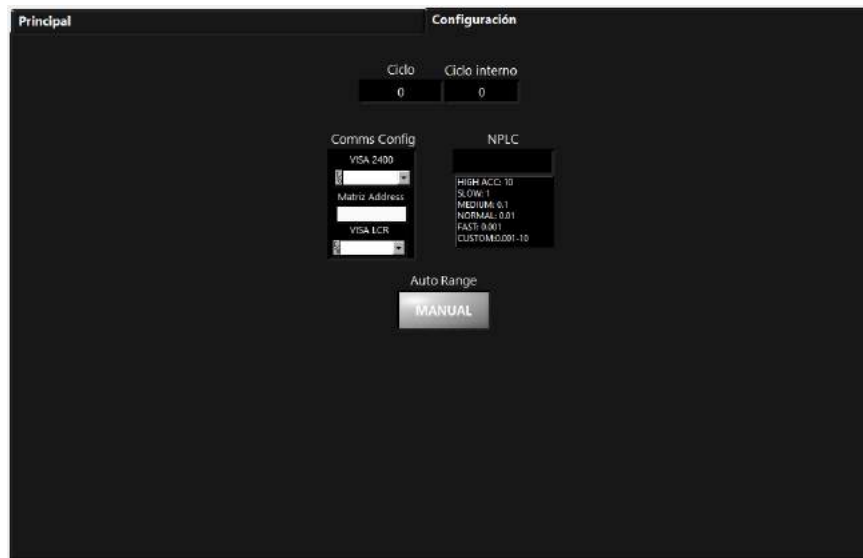 Principal Configuración
Ciclo Ciclo interno
0 0
Comms Config NPLC
VISA 2400
HIGH ACC: 10
SLOW: 1
Matriz Address
MEDIUM: 0.1
NORMAL: 0.01
FAST: 0.001
VISA LCR
CUSTOM:0.001-10
Auto Range
MANUAL